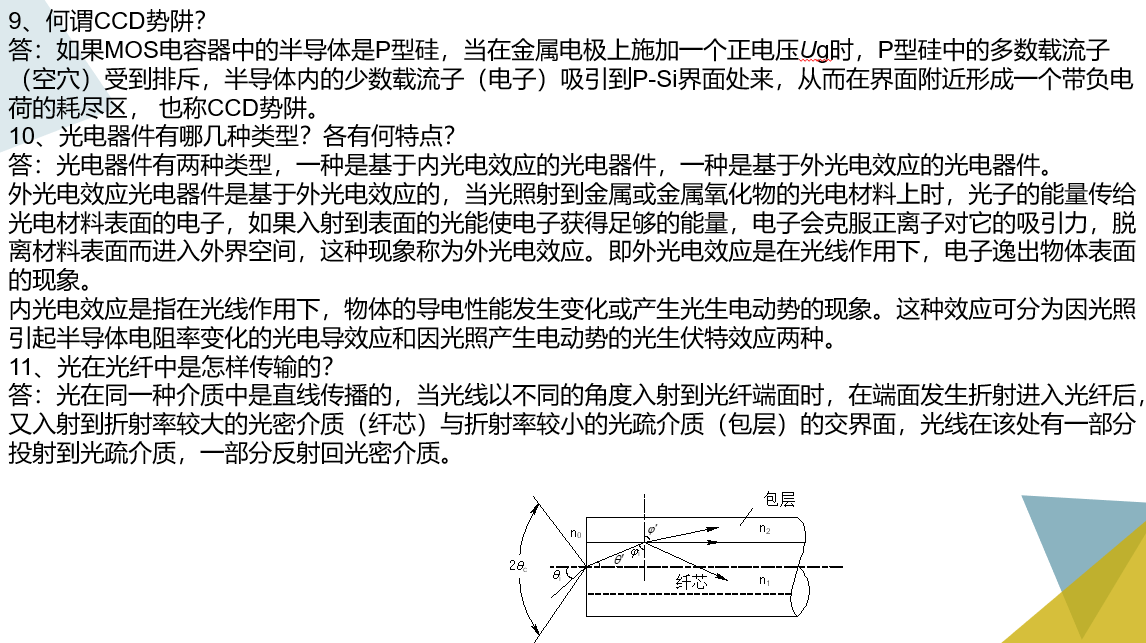 9、何谓CCD势阱？
答：如果MOS电容器中的半导体是P型硅，当在金属电极上施加一个正电压Ug时，P型硅中的多数载流子
（空穴）受到排斥，半导体内的少数载流子（电子）吸引到P-Si界面处来，从而在界面附近形成一个带负电
荷的耗尽区， 也称CCD势阱。
10、光电器件有哪几种类型？各有何特点？
答：光电器件有两种类型，一种是基于内光电效应的光电器件，一种是基于外光电效应的光电器件。
外光电效应光电器件是基于外光电效应的，当光照射到金属或金属氧化物的光电材料上时，光子的能量传给
光电材料表面的电子，如果入射到表面的光能使电子获得足够的能量，电子会克服正离子对它的吸引力，脱
离材料表面而进入外界空间，这种现象称为外光电效应。即外光电效应是在光线作用下，电子逸出物体表面
的现象。
内光电效应是指在光线作用下，物体的导电性能发生变化或产生光生电动势的现象。这种效应可分为因光照
引起半导体电阻率变化的光电导效应和因光照产生电动势的光生伏特效应两种。
11、光在光纤中是怎样传输的？
答：光在同一种介质中是直线传播的，当光线以不同的角度入射到光纤端面时，在端面发生折射进入光纤后，
又入射到折射率较大的光密介质（纤芯）与折射率较小的光疏介质（包层）的交界面，光线在该处有一部分
投射到光疏介质，一部分反射回光密介质。
包层
n0
φ'
n2
2θc
θi
θ'
φi
纤芯
n1